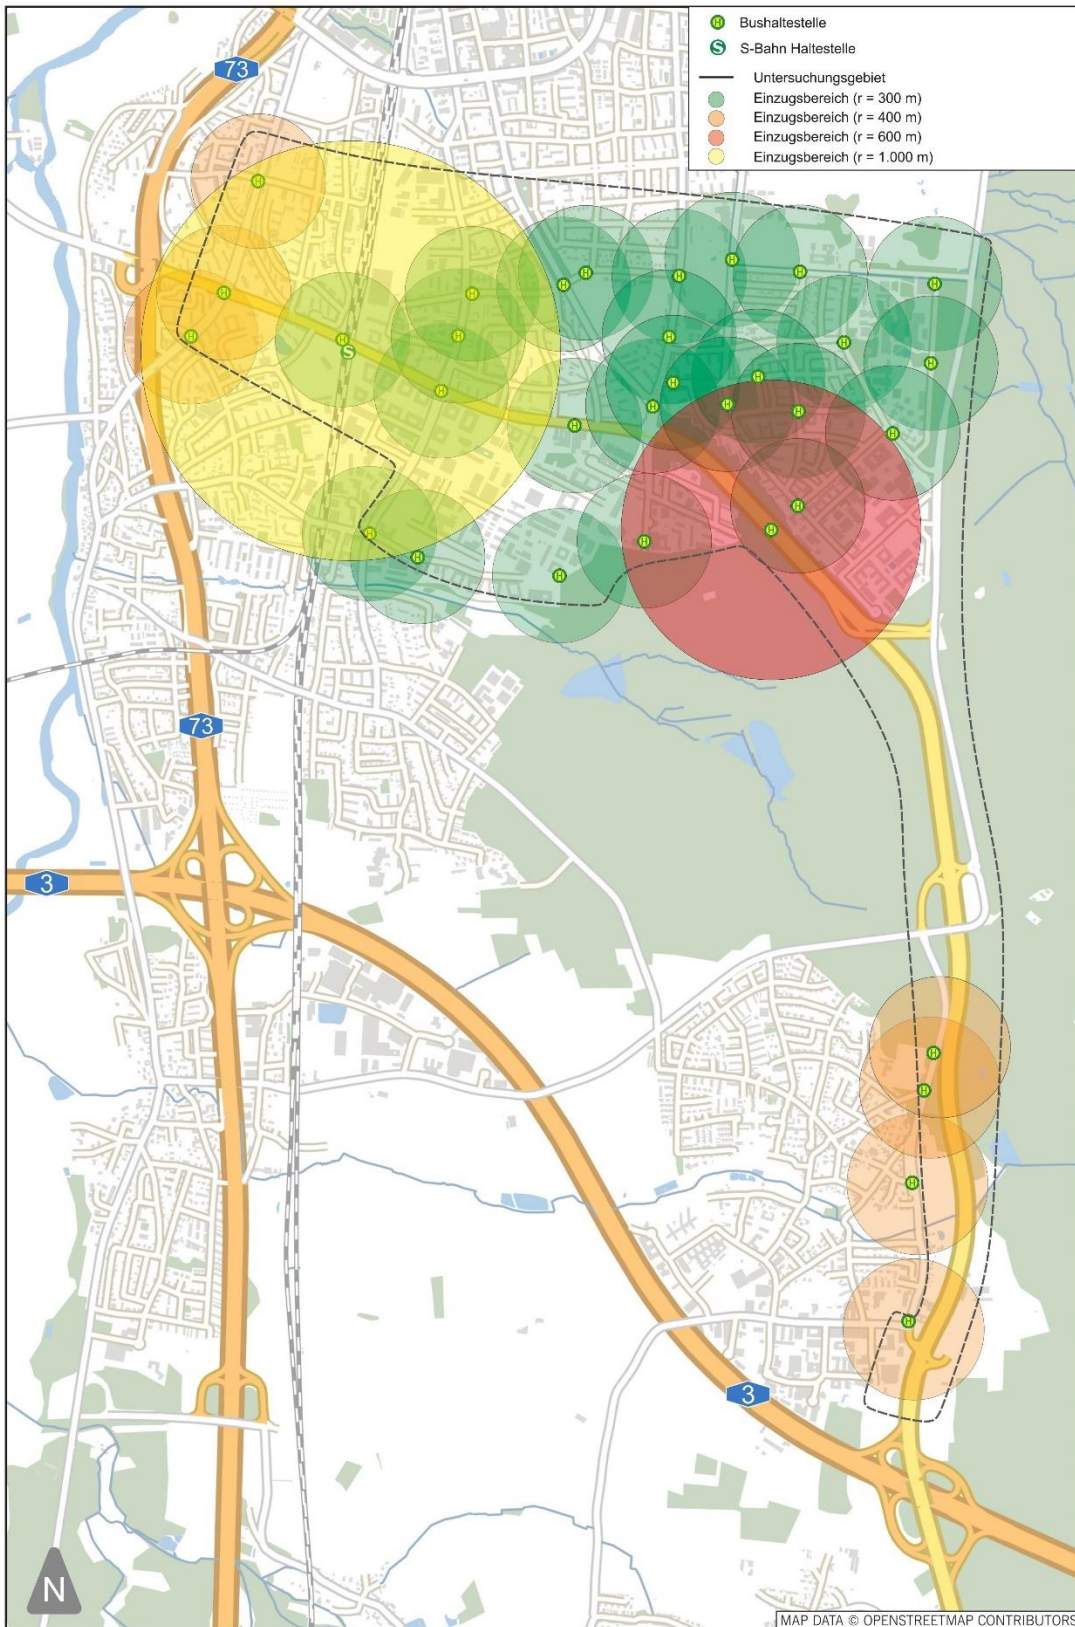 Bushaltestelle
S-Bahn Haltestelle
Untersuchungsgebiet
Einzugsbereich (r = 300 m)
Einzugsbereich (r = 400 m)
Einzugsbereich (r = 600 m)
Einzugsbereich (r = 1.000 m)
73
73
3
3
N
MAP DATA © OPENSTREETMAP CONTRIBUTORS